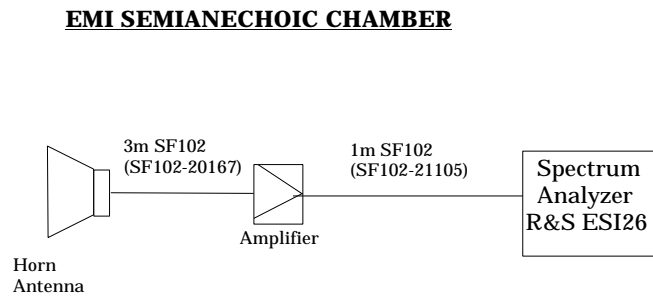 EMI SEMIANECHOIC CHAMBER
3m SF102
(SF102-20167)
1m SF102
(SF102-21105)
Spectrum
Analyzer
R&S ESI26
Amplifier
Horn
Antenna